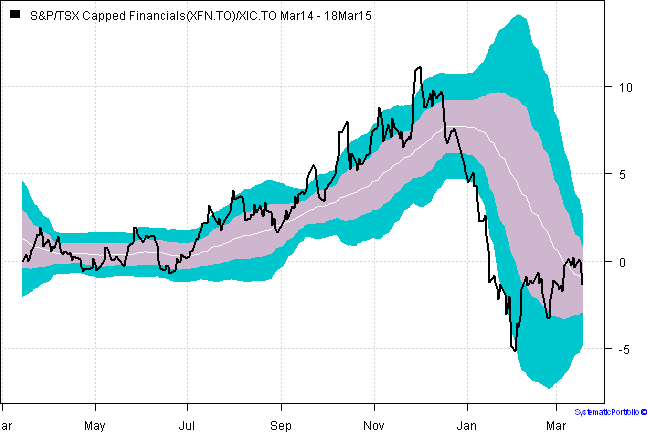 S&P/TSX Capped Financials(XFN.TO)/XIC.TO Mar14 - 18Mar15
10
5
0
-5
ar May Jul Sep Nov Jan Mar
SystematicPortfolio ©